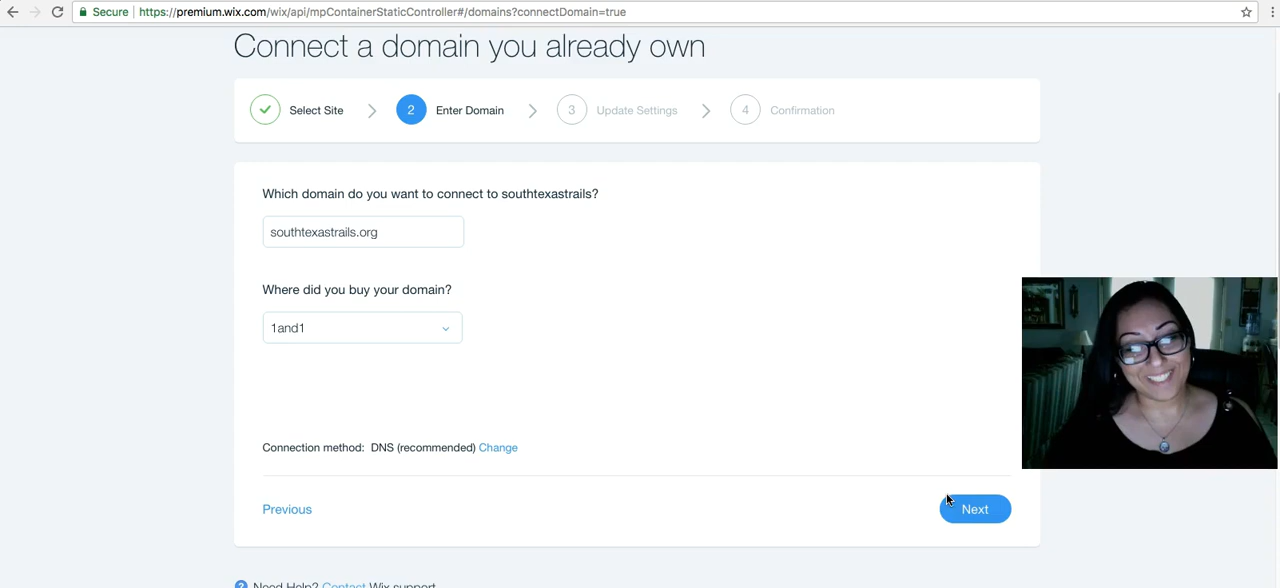 Secure https://premium.wix.com/wix/api/mpContainerStaticController#/domains?connectDomain=true
Connect a domain you already own
Select Site
2 Enter Domain
3 Update Settings
4 Confirmation
Which domain do you want to connect to southtexastrails?
southtexastrails.org
Where did you buy your domain?
1and1
Connection method: DNS (recommended) Change
Previous
Next
? Need Help? Contact Wix support